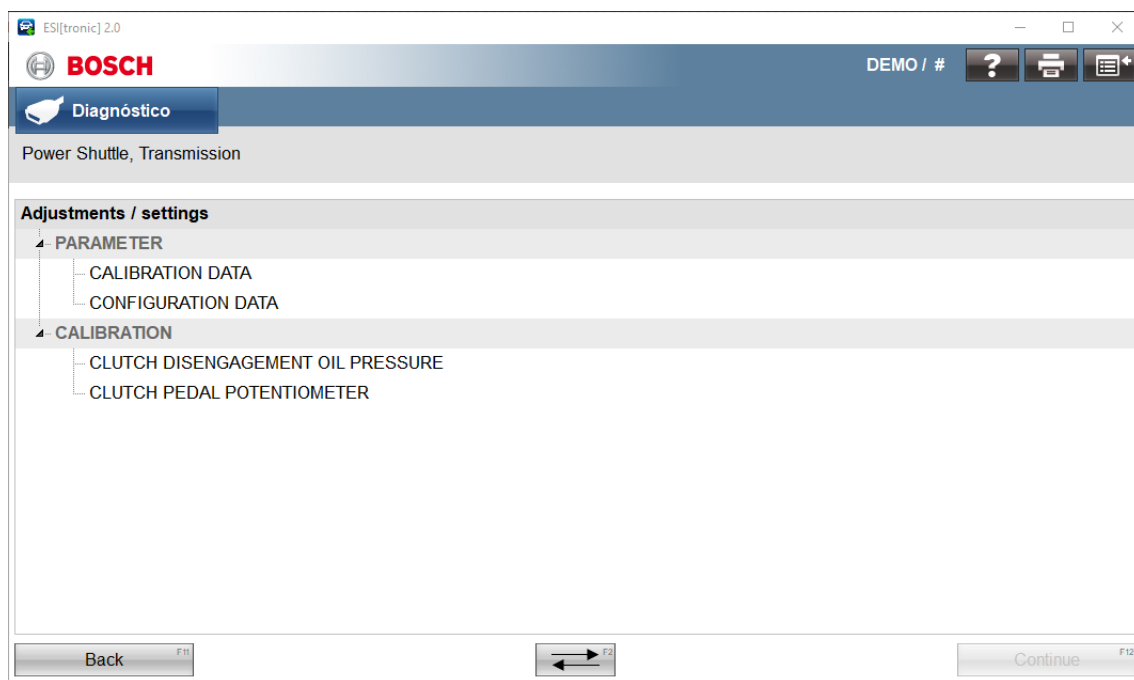 ESI[tronic] 2.0
BOSCH
DEMO / #
?
Diagnóstico
Power Shuttle, Transmission
Adjustments / settings
PARAMETER
CALIBRATION DATA
CONFIGURATION DATA
CALIBRATION
CLUTCH DISENGAGEMENT OIL PRESSURE
CLUTCH PEDAL POTENTIOMETER
Back F11
F2
Continue F12